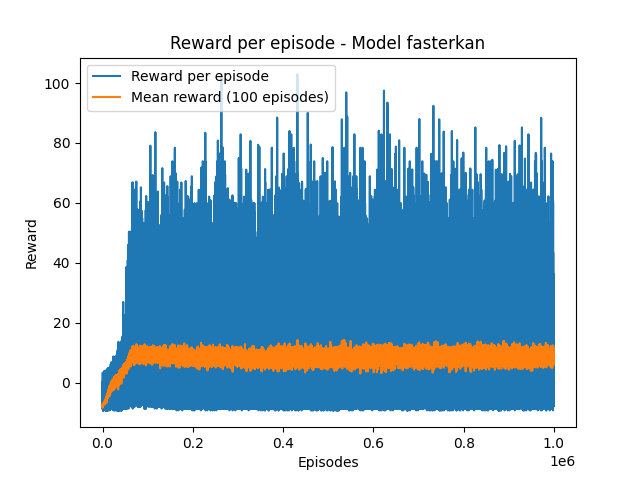 Reward per episode - Model fasterkan
Reward per episode
Mean reward (100 episodes)
100
80
60
40
20
0
Reward
0.0
0.2
0.4
0.6
0.8
1.0
1e6
Episodes